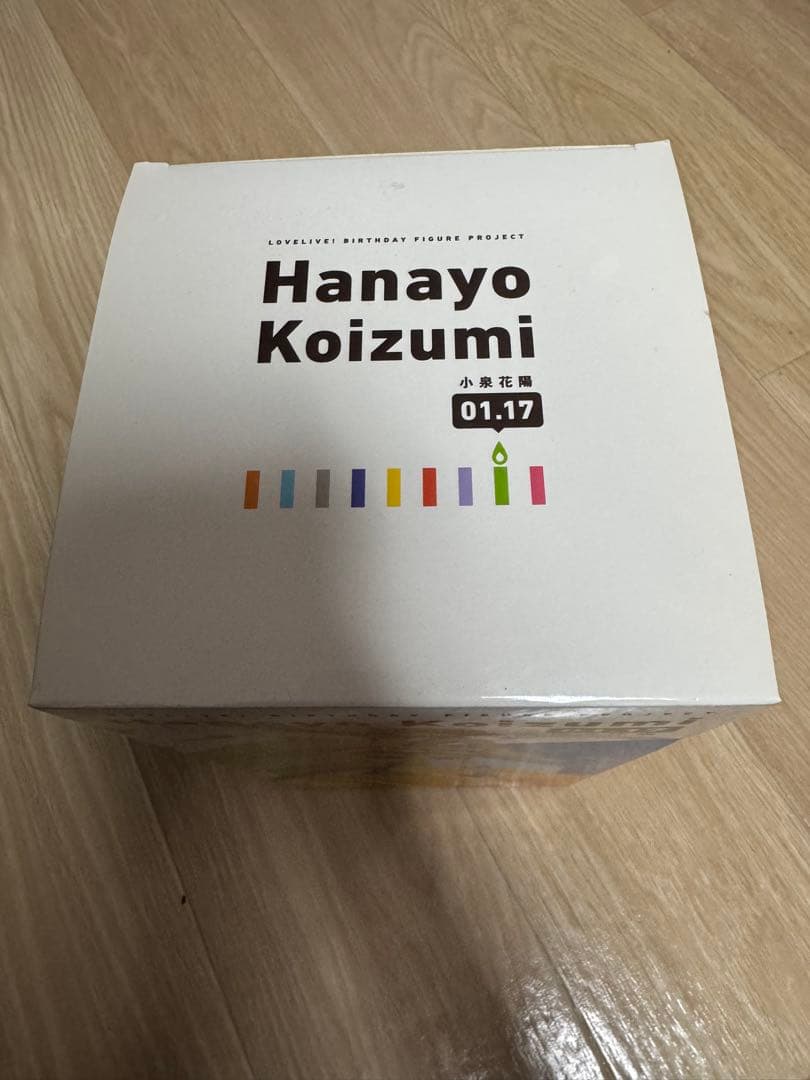 LOVELIVE! BIRTHDAY FIGURE PROJECT
Hanayo
Koizumi
小泉花陽
01.17